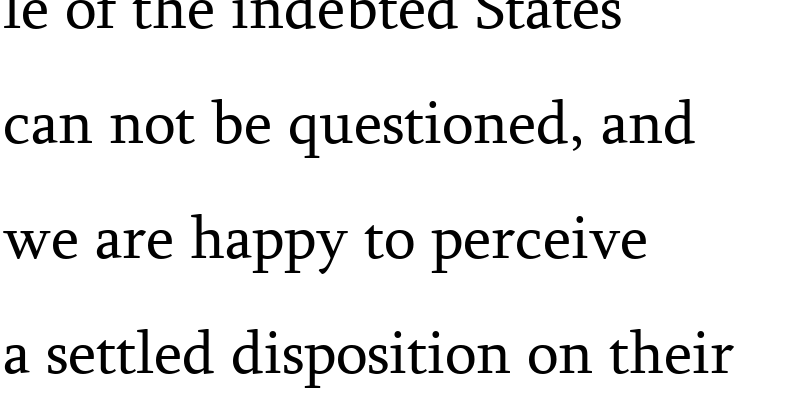 le of the indebted States
can not be questioned, and
we are happy to perceive
a settled disposition on their